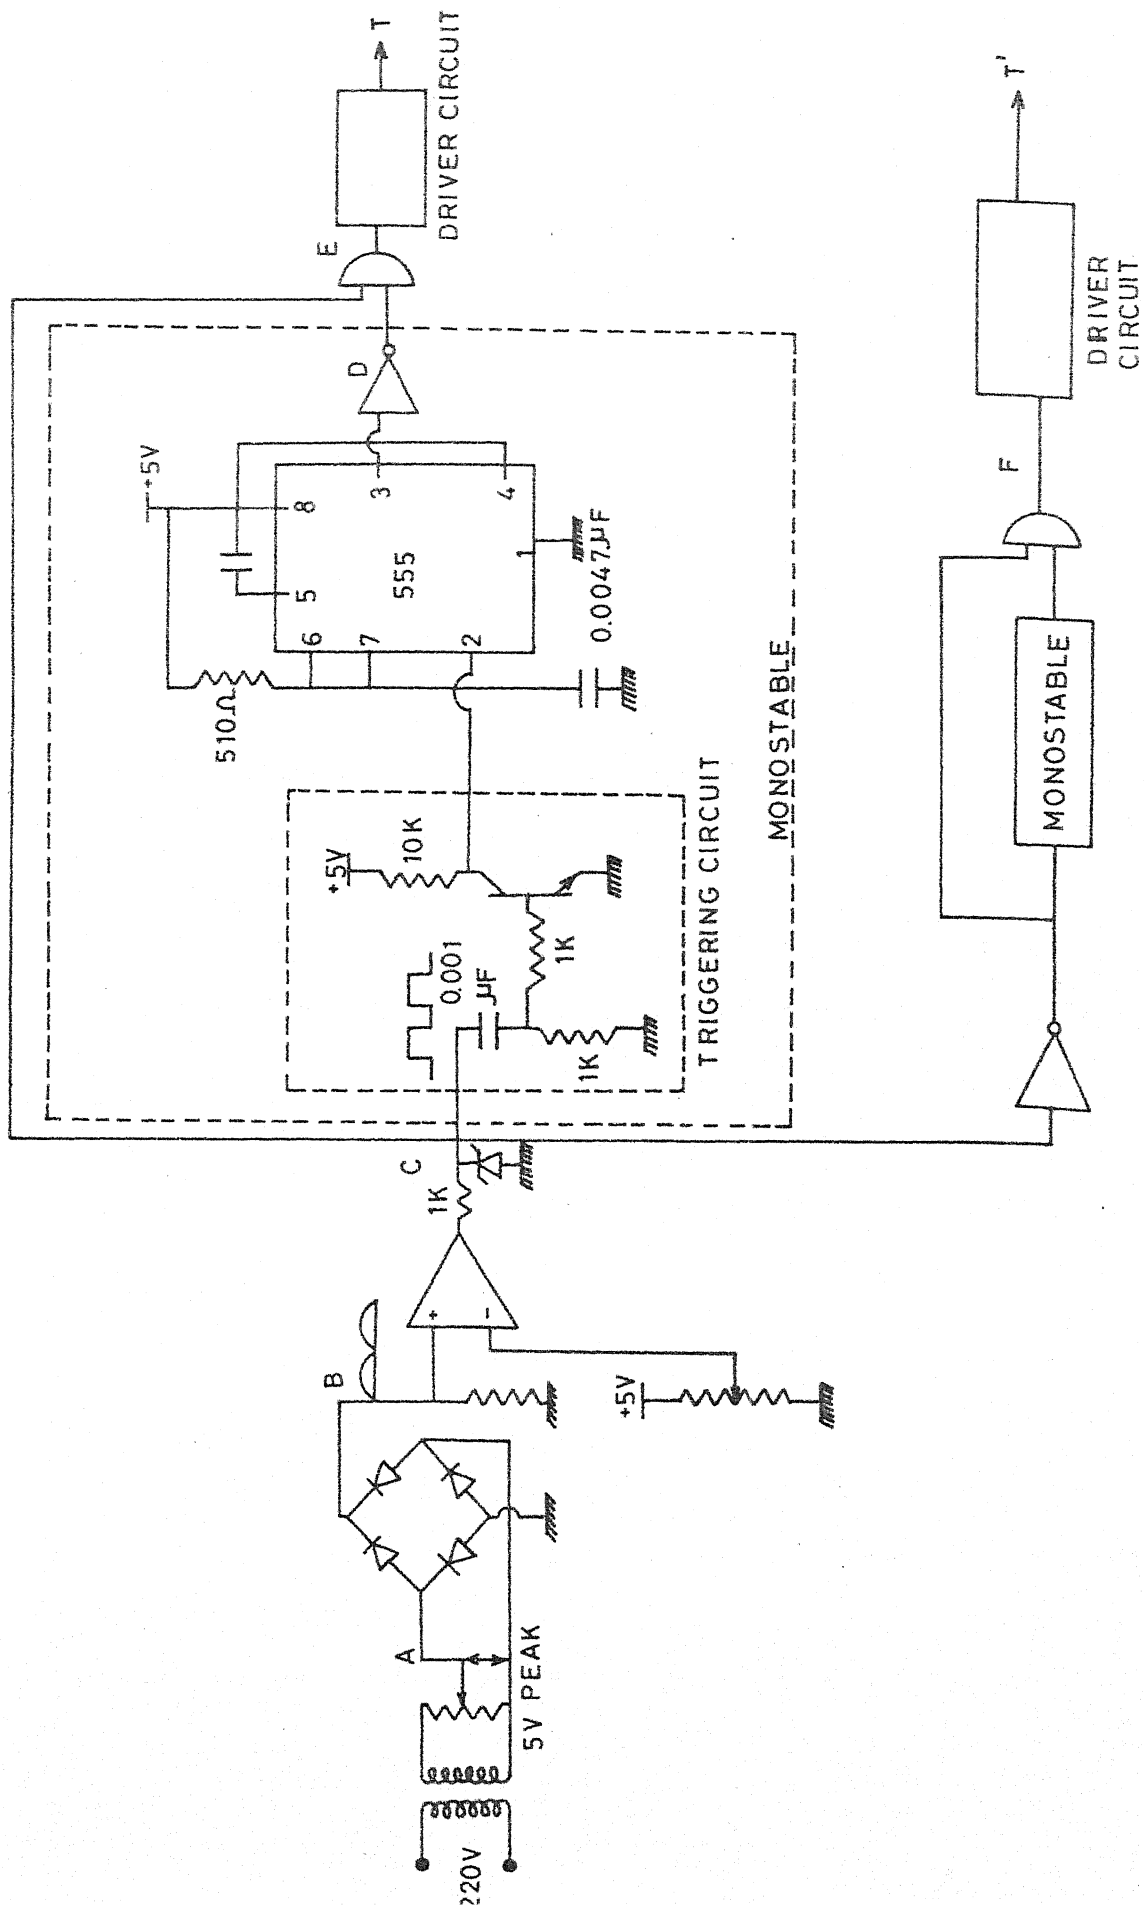 220V
5V PEAK
A
B
+
-
+5V
1K
C
0.001
µF
1K
1K
+5V
10K
TRIGGERING CIRCUIT
510Ω
+5V
6
7
2
5
555
8
3
4
1
0.0047µF
MONOSTABLE
D
E
DRIVER CIRCUIT
T
MONOSTABLE
F
DRIVER
CIRCUIT
T'